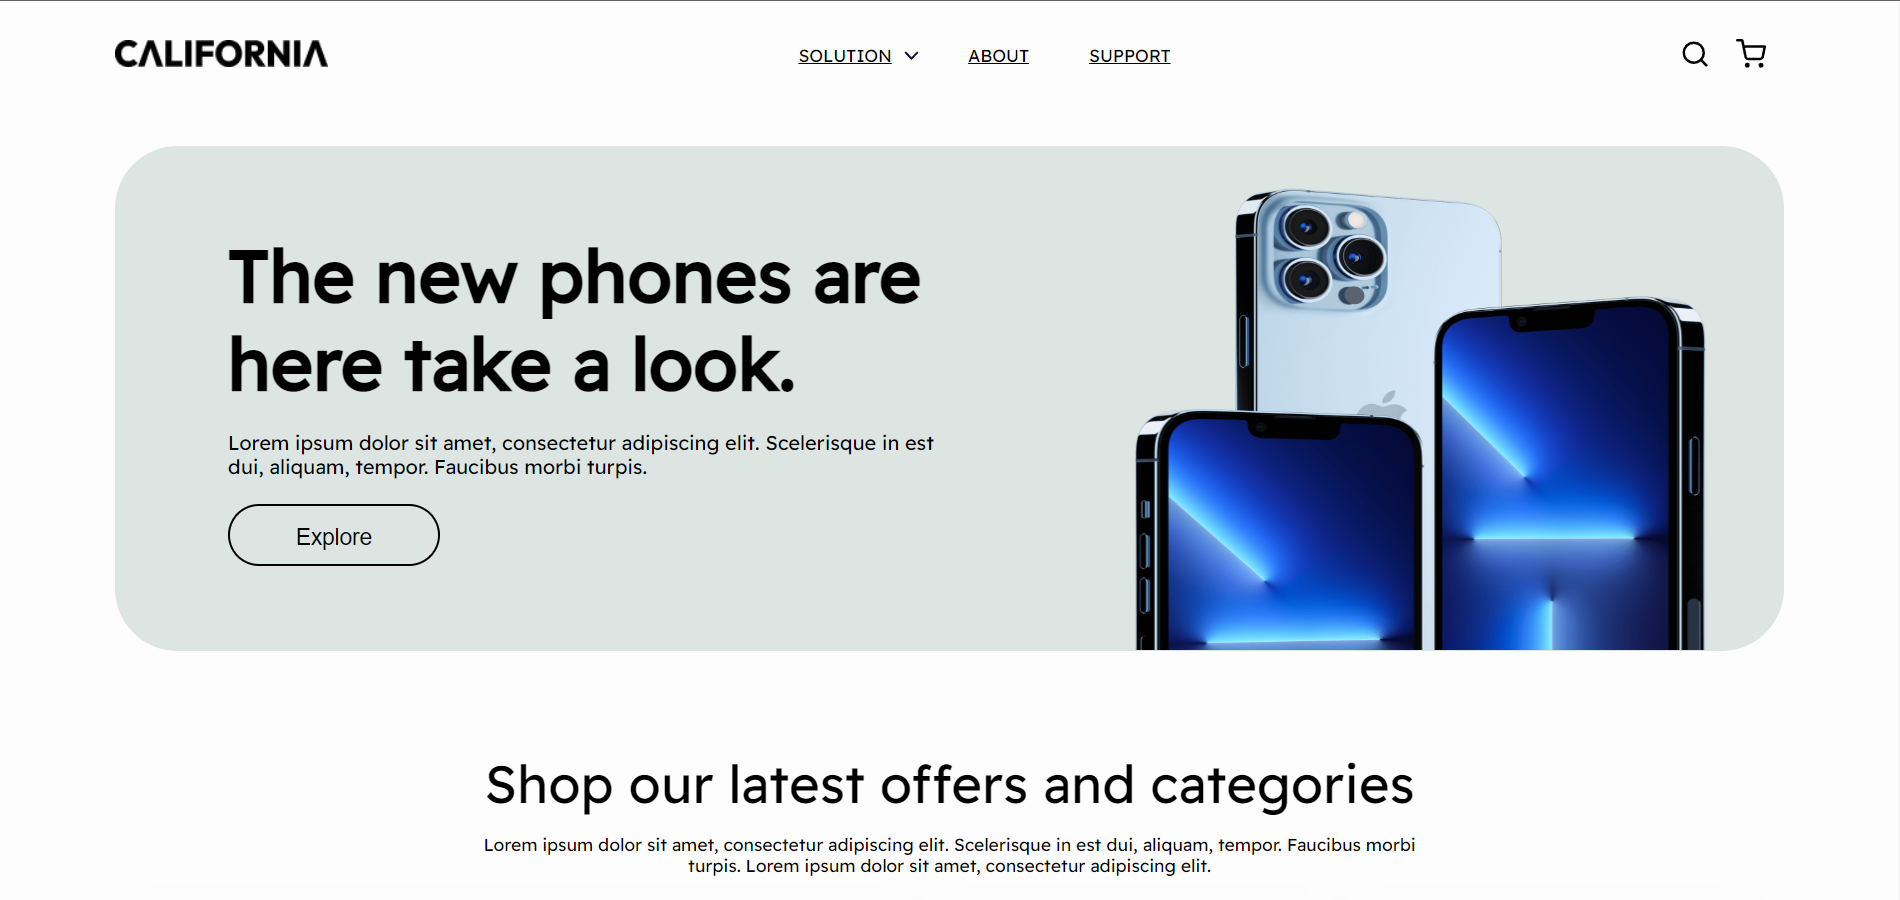 CALIFORNIA
SOLUTION
ABOUT
SUPPORT
The new phones are
here take a look.
Lorem ipsum dolor sit amet, consectetur adipiscing elit. Scelerisque in est
dui, aliquam, tempor. Faucibus morbi turpis.
Explore
Shop our latest offers and categories
Lorem ipsum dolor sit amet, consectetur adipiscing elit. Scelerisque in est dui, aliquam, tempor. Faucibus morbi
turpis. Lorem ipsum dolor sit amet, consectetur adipiscing elit.